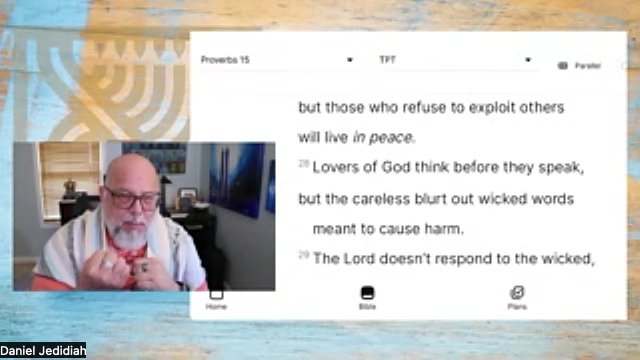 Proverbs 15
TPT
Parallel
but those who refuse to exploit others
will live in peace.
28 Lovers of God think before they speak,
but the careless blurt out wicked words
meant to cause harm.
29 The Lord doesn't respond to the wicked,
Home
Bible
Plans
Daniel Jedidiah